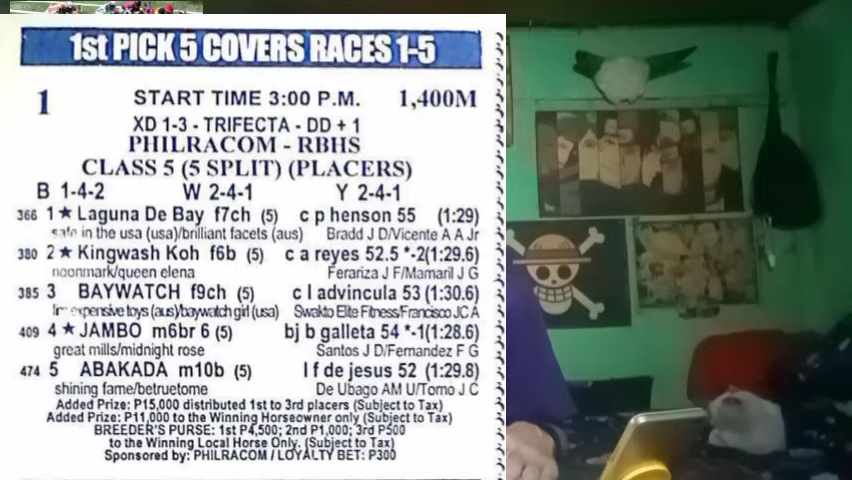 1st PICK 5 COVERS RACES 1-5
1 START TIME 3:00 P.M. 1,400M
XD 1-3 - TRIFECTA - DD + 1
PHILRACOM - RBHS
CLASS 5 (5 SPLIT) (PLACERS)
B 1-4-2 W 2-4-1 Y 2-4-1
366 1 ★ Laguna De Bay f7ch (5) c p henson 55 (1:29)
safe in the usa (usa)/brilliant facets (aus) Bradd J D/Vicente A A Jr
380 2 ★ Kingwash Koh f6b (5) c a reyes 52.5 *-2(1:29.6)
noonmark/queen elena Ferariza J F/Mamaril J G
385 3 BAYWATCH f9ch (5) c l advincula 53 (1:30.6)
expensive toys (aus)/baywatch girl (usa) Swakto Elite Fitness/Francisco JC A
409 4 ★ JAMBO m6br 6 (5) bj b galleta 54 *-1(1:28.6)
great mills/midnight rose Santos J D/Fernandez F G
474 5 ABAKADA m10b (5) l f de jesus 52 (1:29.8)
shining fame/betruetome De Ubago AM U/Tomo J C
Added Prize: P15,000 distributed 1st to 3rd placers (Subject to Tax)
Added Prize: P11,000 to the Winning Horseowner only (Subject to Tax)
BREEDER'S PURSE: 1st P4,500; 2nd P1,000; 3rd P500
to the Winning Local Horse Only. (Subject to Tax)
Sponsored by: PHILRACOM / LOYALTY BET: P300